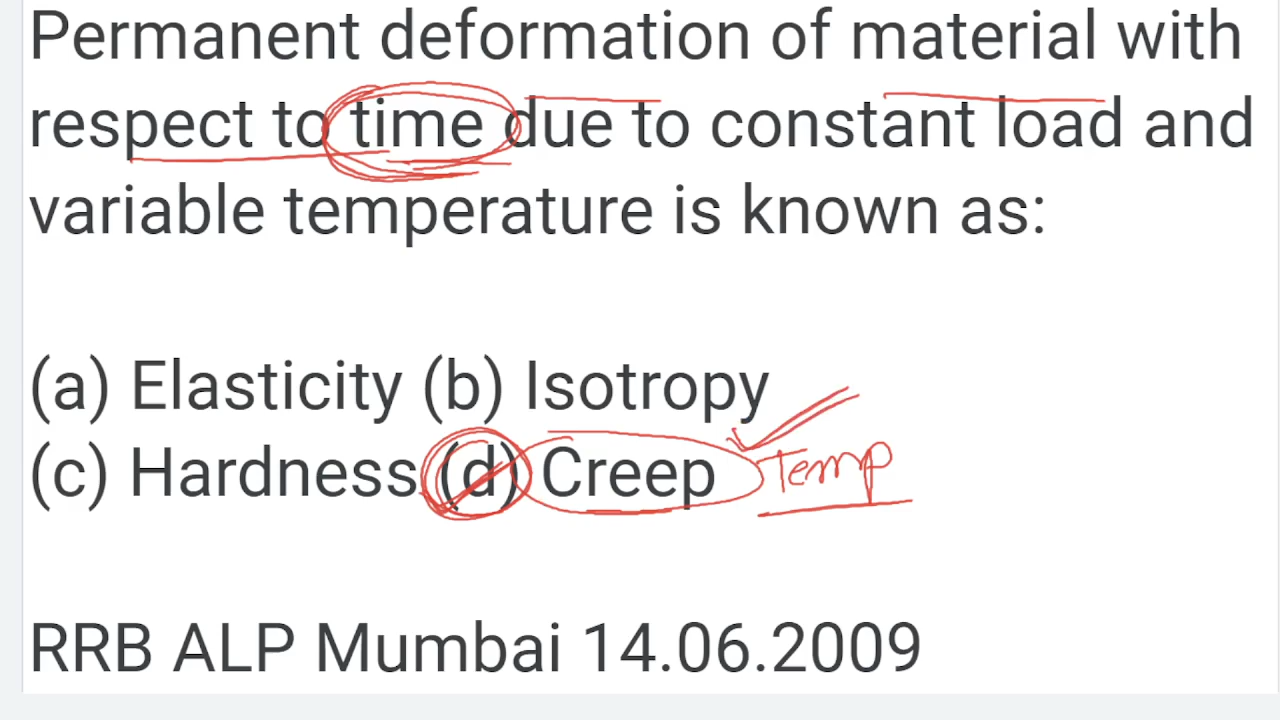 Permanent deformation of material with
respect to time due to constant load and
variable temperature is known as:
(a) Elasticity (b) Isotropy
(c) Hardness (d) Creep Temp
RRB ALP Mumbai 14.06.2009